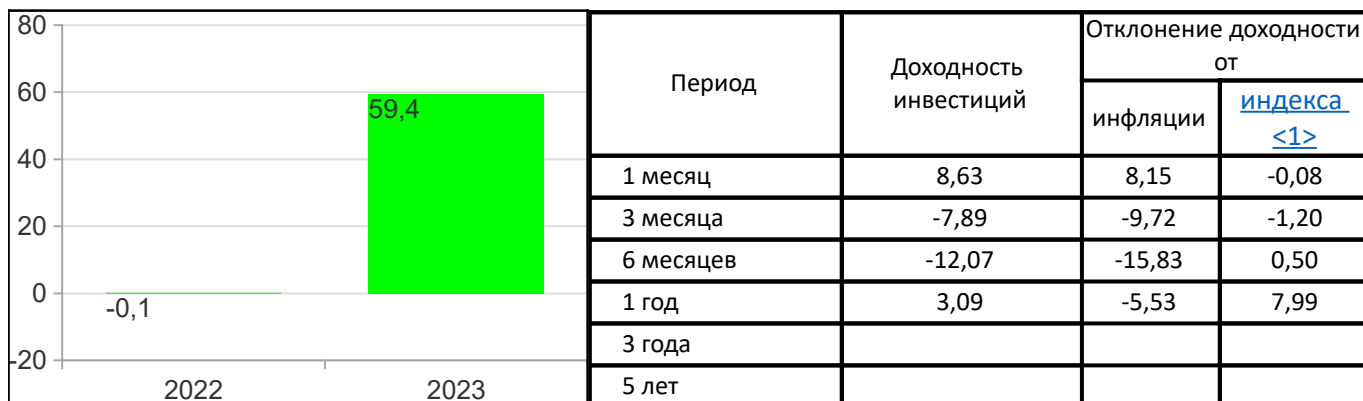 80
60
40
20
0
-20
-0,1
59,4
2022
2023
Период
Доходность
инвестиций
Отклонение доходности
от
инфляции
индекса
<1>
1 месяц 8,63 8,15 -0,08
3 месяца -7,89 -9,72 -1,20
6 месяцев -12,07 -15,83 0,50
1 год 3,09 -5,53 7,99
3 года
5 лет